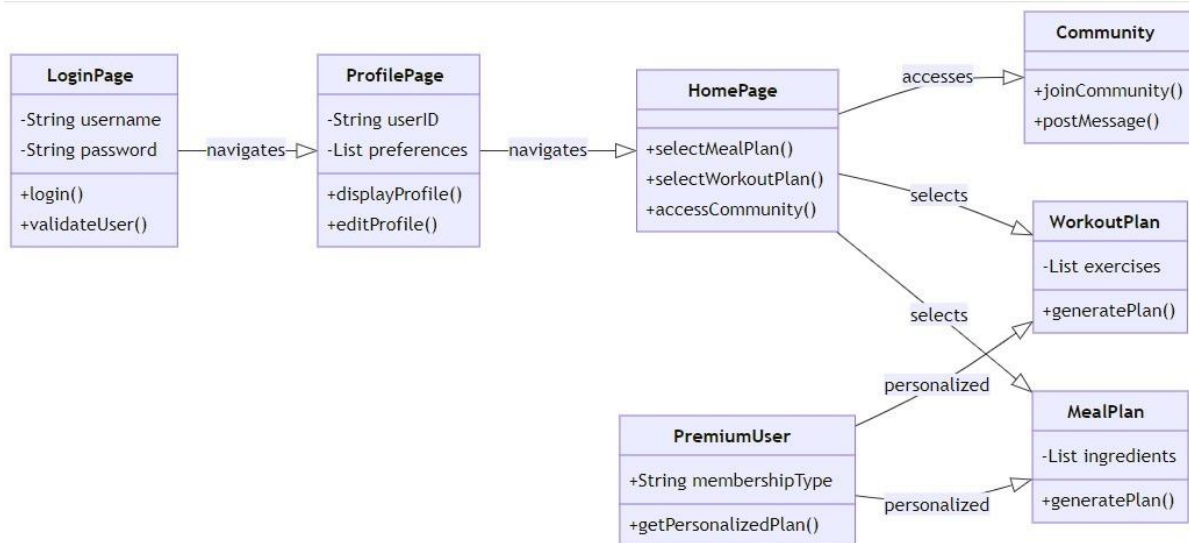 LoginPage
-String username
-String password
+login()
+validateUser()
navigates
ProfilePage
-String userID
-List preferences
+displayProfile()
+editProfile()
navigates
HomePage
+selectMealPlan()
+selectWorkoutPlan()
+accessCommunity()
accesses
Community
+joinCommunity()
+postMessage()
selects
WorkoutPlan
-List exercises
+generatePlan()
selects
MealPlan
-List ingredients
+generatePlan()
PremiumUser
+String membershipType
+getPersonalizedPlan()
personalized
personalized